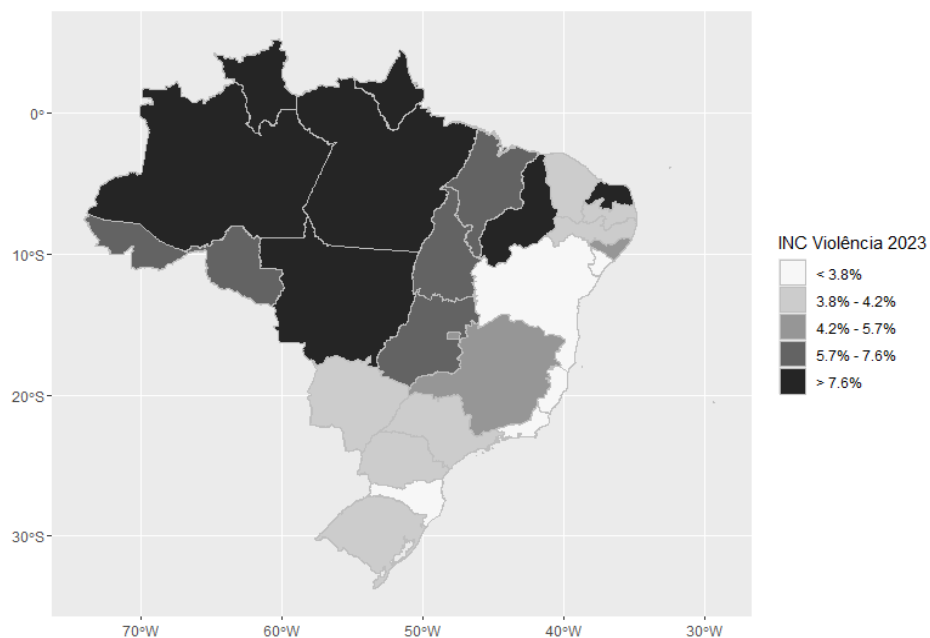 0°
10°S
20°S
30°S
70°W
60°W
50°W
40°W
30°W
INC Violência 2023
< 3.8%
3.8% - 4.2%
4.2% - 5.7%
5.7% - 7.6%
> 7.6%